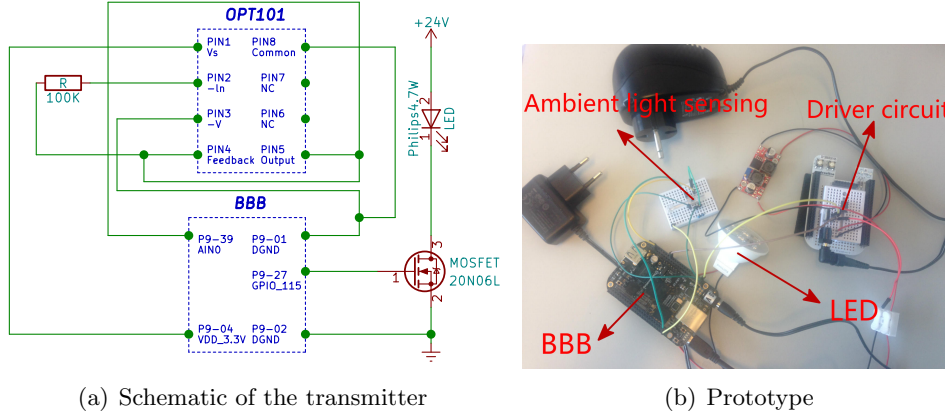 OPT101
PIN1
Vs
PIN8
Common
PIN2
-In
PIN7
NC
PIN3
-V
PIN6
NC
PIN4
Feedback
PIN5
Output
R
100K
+24V
Philips4.7W
2
1
LED
BBB
P9-39
AIN0
P9-01
DGND
P9-27
GPIO_115
P9-04
VDD_3.3V
P9-02
DGND
1
3
2
MOSFET
20N06L
(a) Schematic of the transmitter
Ambient light sensing
Driver circuit
LED
BBB
(b) Prototype